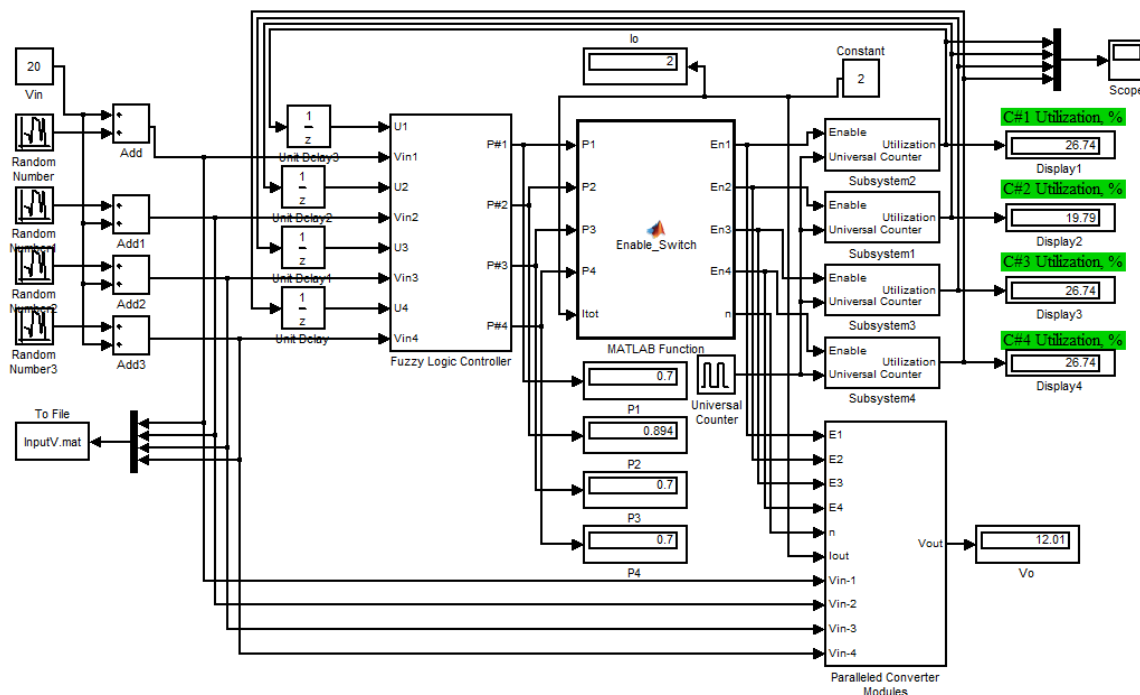 Io
2
Constant
2
Scope
20
Vin
Random
Number
Add
Random
Number1
Add1
Random
Number2
Add2
Random
Number3
Add3
1
z
Unit Delay3
1
z
Unit Delay2
1
z
Unit Delay1
1
z
Unit Delay
U1
Vin1
U2
Vin2
U3
Vin3
U4
Vin4
P#1
P#2
P#3
P#4
Fuzzy Logic Controller
P1
P2
P3
P4
Itot
Enable_Switch
En1
En2
En3
En4
n
MATLAB Function
Enable
Utilization
Universal Counter
Subsystem2
Enable
Utilization
Universal Counter
Subsystem1
Enable
Utilization
Universal Counter
Subsystem3
Enable
Utilization
Universal Counter
Subsystem4
C#1 Utilization, %
26.74
Display1
C#2 Utilization, %
19.79
Display2
C#3 Utilization, %
26.74
Display3
C#4 Utilization, %
26.74
Display4
Universal
Counter
0.7
P1
0.894
P2
0.7
P3
0.7
P4
To File
InputV.mat
E1
E2
E3
E4
n
Iout
Vin-1
Vin-2
Vin-3
Vin-4
Vout
Paralleled Converter
Modules
12.01
Vo